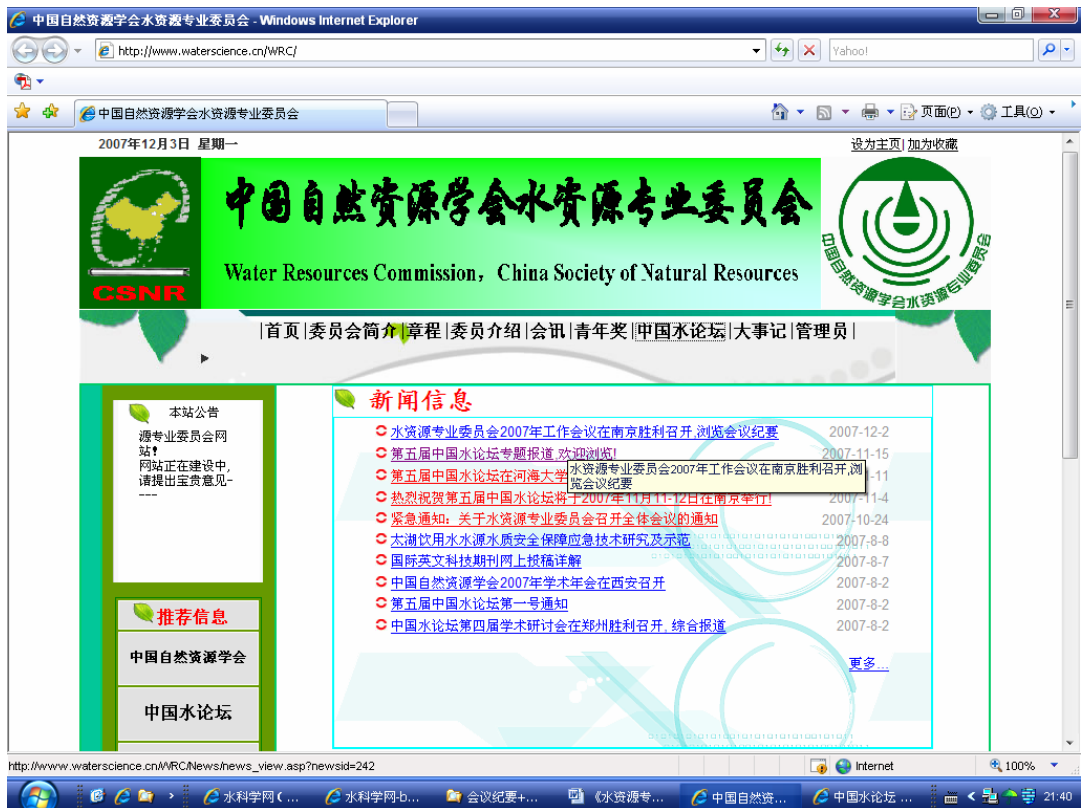 中国自然资源学会水资源专业委员会 - Windows Internet Explorer
http://www.waterscience.cn/WRC/
Yahoo!
中国自然资源学会水资源专业委员会
页面(P)
工具(O)
2007年12月3日 星期一
设为主页| 加为收藏
CSNR
中国自然资源学会水资源专业委员会
Water Resources Commission, China Society of Natural Resources
中国自然资源学会水资源专业委员会
|首页|委员会简介|章程|委员介绍|会讯|青年奖|中国水论坛|大事记|管理员|
本站公告
源专业委员会网
站!
网站正在建设中,
请提出宝贵意见-
---
推荐信息
中国自然资源学会
中国水论坛
新闻信息
水资源专业委员会2007年工作会议在南京胜利召开,浏览会议纪要 2007-12-2
第五届中国水论坛专题报道,欢迎浏览! 2007-11-15
第五届中国水论坛在河海大学 -11
水资源专业委员会2007年工作会议在南京胜利召开,浏
览会议纪要
热烈祝贺第五届中国水论坛将于2007年11月11-12日在南京举行! 2007-11-4
紧急通知: 关于水资源专业委员会召开全体会议的通知 2007-10-24
太湖饮用水水源水质安全保障应急技术研究及示范 2007-8-8
国际英文科技期刊网上投稿详解 2007-8-7
中国自然资源学会2007年学术年会在西安召开 2007-8-2
第五届中国水论坛第一号通知 2007-8-2
中国水论坛第四届学术研讨会在郑州胜利召开, 综合报道 2007-8-2
更多...
http://www.waterscience.cn/WRC/News/news_view.asp?newsid=242
Internet
100%
水科学网( ...
水科学网-b...
会议纪要+...
《水资源专...
中国自然资...
中国水论坛 ...
21:40